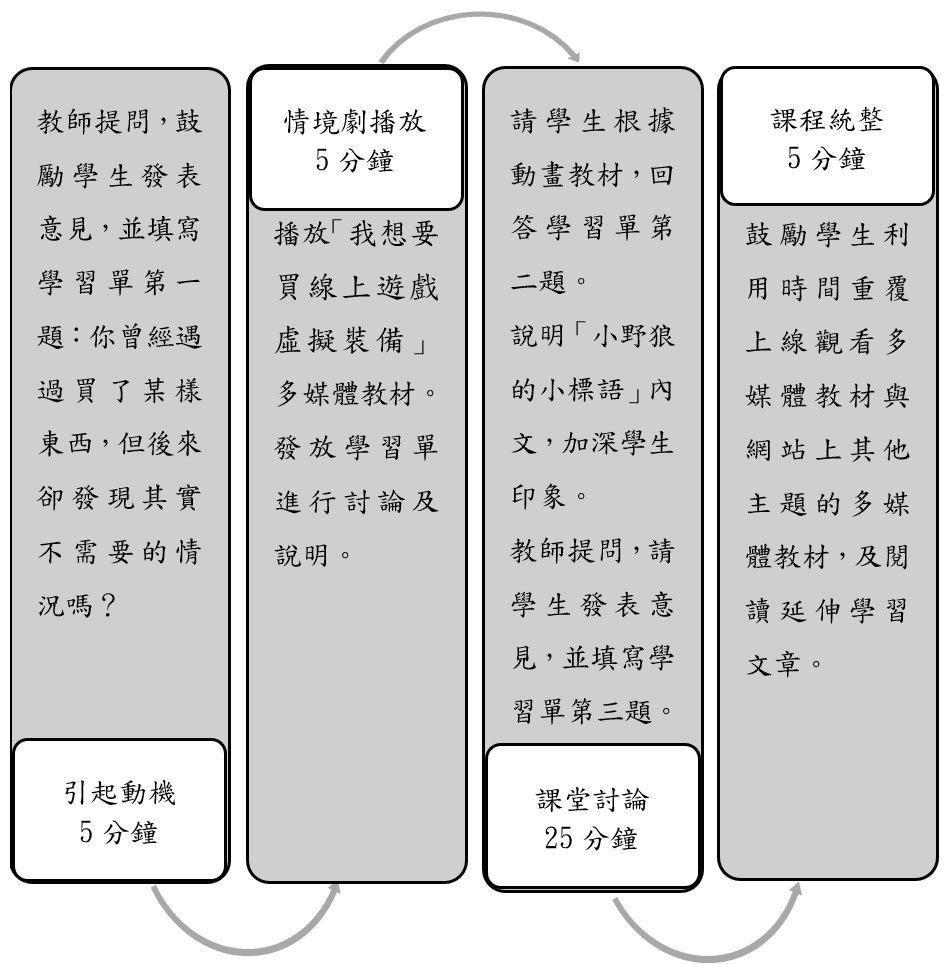 教師提問，鼓
勵學生發表
意見，並填寫
學習單第一
題：你曾經遇
過買了某樣
東西，但後來
卻發現其實
不需要的情
況嗎？
引起動機
5 分鐘
情境劇播放
5 分鐘
播放「我想要
買線上遊戲
虛擬裝備」
多媒體教材。
發放學習單
進行討論及
說明。
請學生根據
動畫教材，回
答學習單第
二題。
說明「小野狼
的小標語」內
文，加深學生
印象。
教師提問，請
學生發表意
見，並填寫學
習單第三題。
課堂討論
25 分鐘
課程統整
5 分鐘
鼓勵學生利
用時間重覆
上線觀看多
媒體教材與
網站上其他
主題的多媒
體教材，及閱
讀延伸學習
文章。